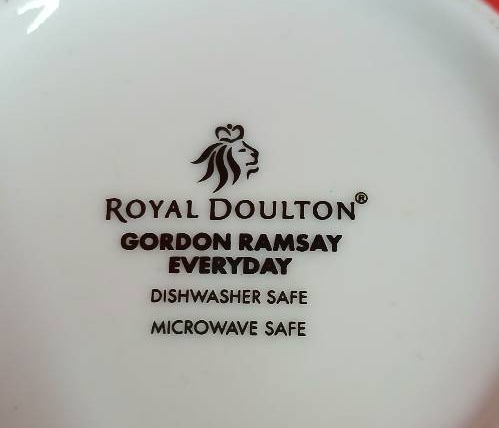 ROYAL DOULTON®
GORDON RAMSAY
EVERYDAY
DISHWASHER SAFE
MICROWAVE SAFE